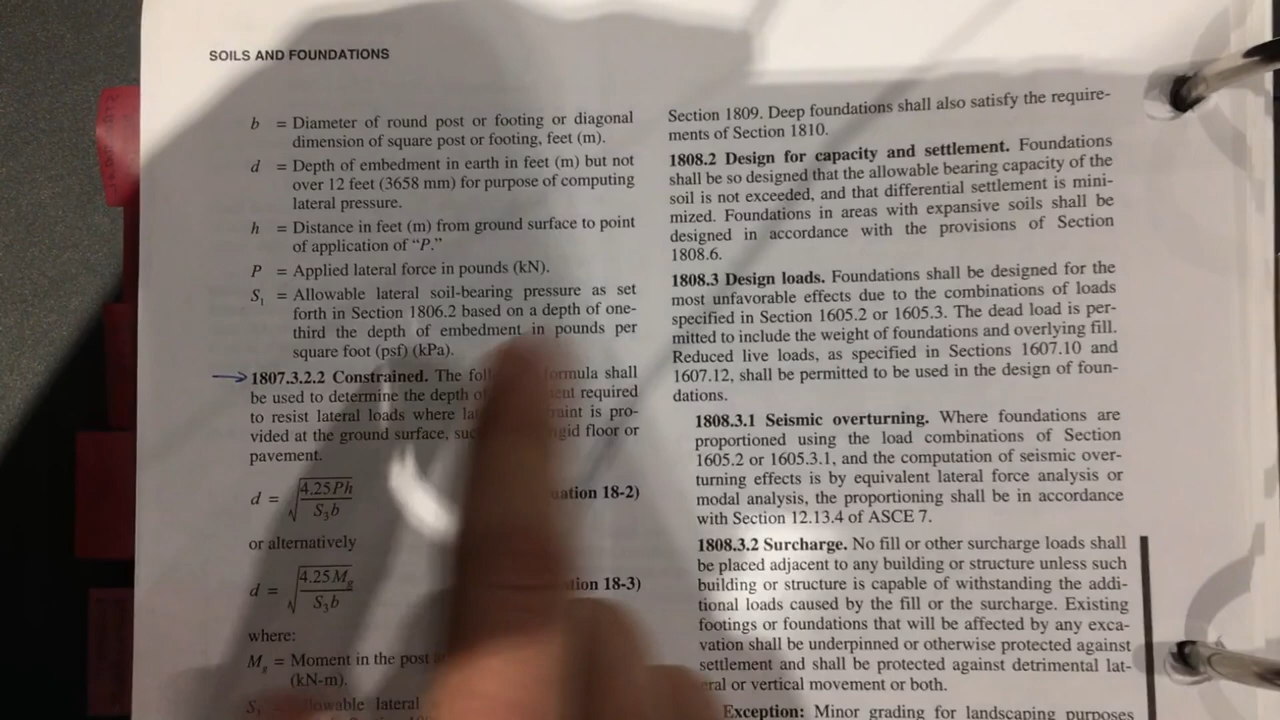 SOILS AND FOUNDATIONS
b = Diameter of round post or footing or diagonal
dimension of square post or footing, feet (m).
d = Depth of embedment in earth in feet (m) but not
over 12 feet (3658 mm) for purpose of computing
lateral pressure.
h = Distance in feet (m) from ground surface to point
of application of “P.”
P = Applied lateral force in pounds (kN).
S₁ = Allowable lateral soil-bearing pressure as set
forth in Section 1806.2 based on a depth of one-
third the depth of embedment in pounds per
square foot (psf) (kPa).
1807.3.2.2 Constrained. The formula shall
be used to determine the depth of required
to resist lateral loads where is pro-
vided at the ground surface, floor or
pavement.
d = √(4.25Ph / S₃b) 18-2)
or alternatively
d = √(4.25M_g / S₃b) 18-3)
where:
M_g = Moment in the post
(kN-m).
lateral
Section 1809. Deep foundations shall also satisfy the require-
ments of Section 1810.
1808.2 Design for capacity and settlement. Foundations
shall be so designed that the allowable bearing capacity of the
soil is not exceeded, and that differential settlement is mini-
mized. Foundations in areas with expansive soils shall be
designed in accordance with the provisions of Section
1808.6.
1808.3 Design loads. Foundations shall be designed for the
most unfavorable effects due to the combinations of loads
specified in Section 1605.2 or 1605.3. The dead load is per-
mitted to include the weight of foundations and overlying fill.
Reduced live loads, as specified in Sections 1607.10 and
1607.12, shall be permitted to be used in the design of foun-
dations.
1808.3.1 Seismic overturning. Where foundations are
proportioned using the load combinations of Section
1605.2 or 1605.3.1, and the computation of seismic over-
turning effects is by equivalent lateral force analysis or
modal analysis, the proportioning shall be in accordance
with Section 12.13.4 of ASCE 7.
1808.3.2 Surcharge. No fill or other surcharge loads shall
be placed adjacent to any building or structure unless such
building or structure is capable of withstanding the addi-
tional loads caused by the fill or the surcharge. Existing
footings or foundations that will be affected by any exca-
vation shall be underpinned or otherwise protected against
settlement and shall be protected against detrimental lat-
eral or vertical movement or both.
Exception: Minor grading for landscaping purposes